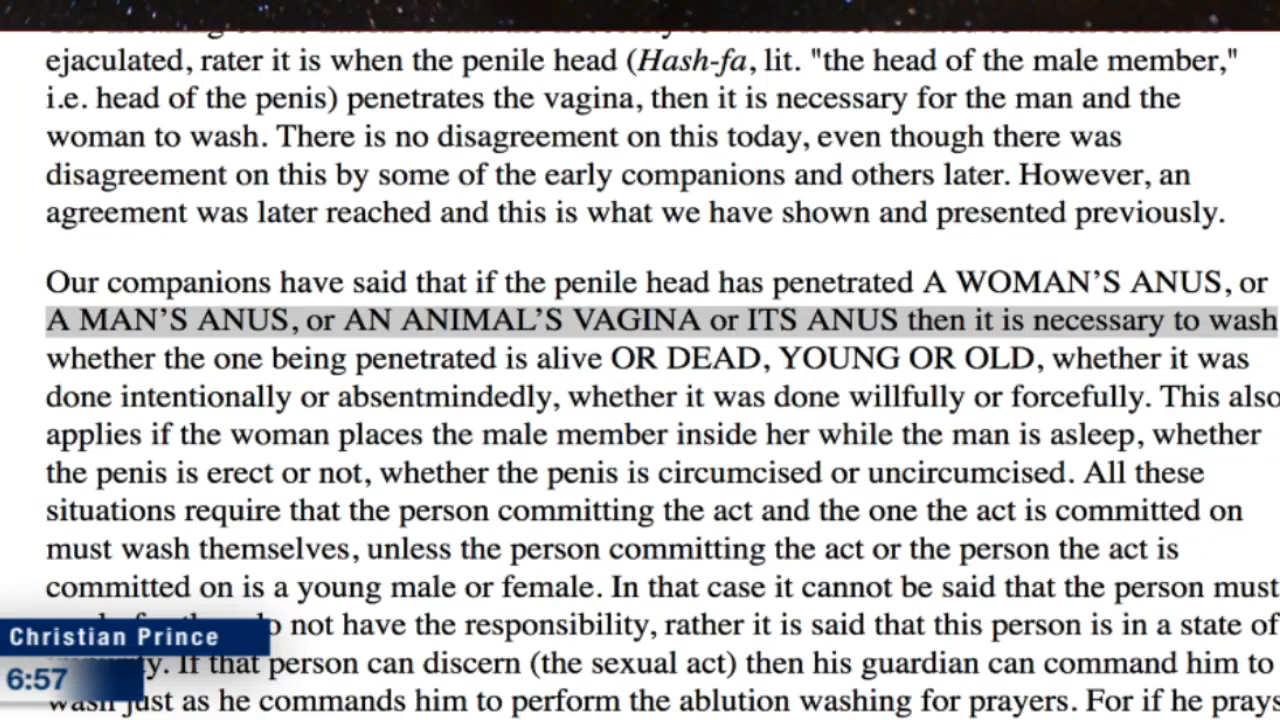 ejaculated, rater it is when the penile head (Hash-fa, lit. "the head of the male member,"
i.e. head of the penis) penetrates the vagina, then it is necessary for the man and the
woman to wash. There is no disagreement on this today, even though there was
disagreement on this by some of the early companions and others later. However, an
agreement was later reached and this is what we have shown and presented previously.
Our companions have said that if the penile head has penetrated A WOMAN'S ANUS, or
A MAN'S ANUS, or AN ANIMAL'S VAGINA or ITS ANUS then it is necessary to wash
whether the one being penetrated is alive OR DEAD, YOUNG OR OLD, whether it was
done intentionally or absentmindedly, whether it was done willfully or forcefully. This also
applies if the woman places the male member inside her while the man is asleep, whether
the penis is erect or not, whether the penis is circumcised or uncircumcised. All these
situations require that the person committing the act and the one the act is committed on
must wash themselves, unless the person committing the act or the person the act is
committed on is a young male or female. In that case it cannot be said that the person must
not have the responsibility, rather it is said that this person is in a state of
If that person can discern (the sexual act) then his guardian can command him to
wash just as he commands him to perform the ablution washing for prayers. For if he prays
Christian Prince
6:57